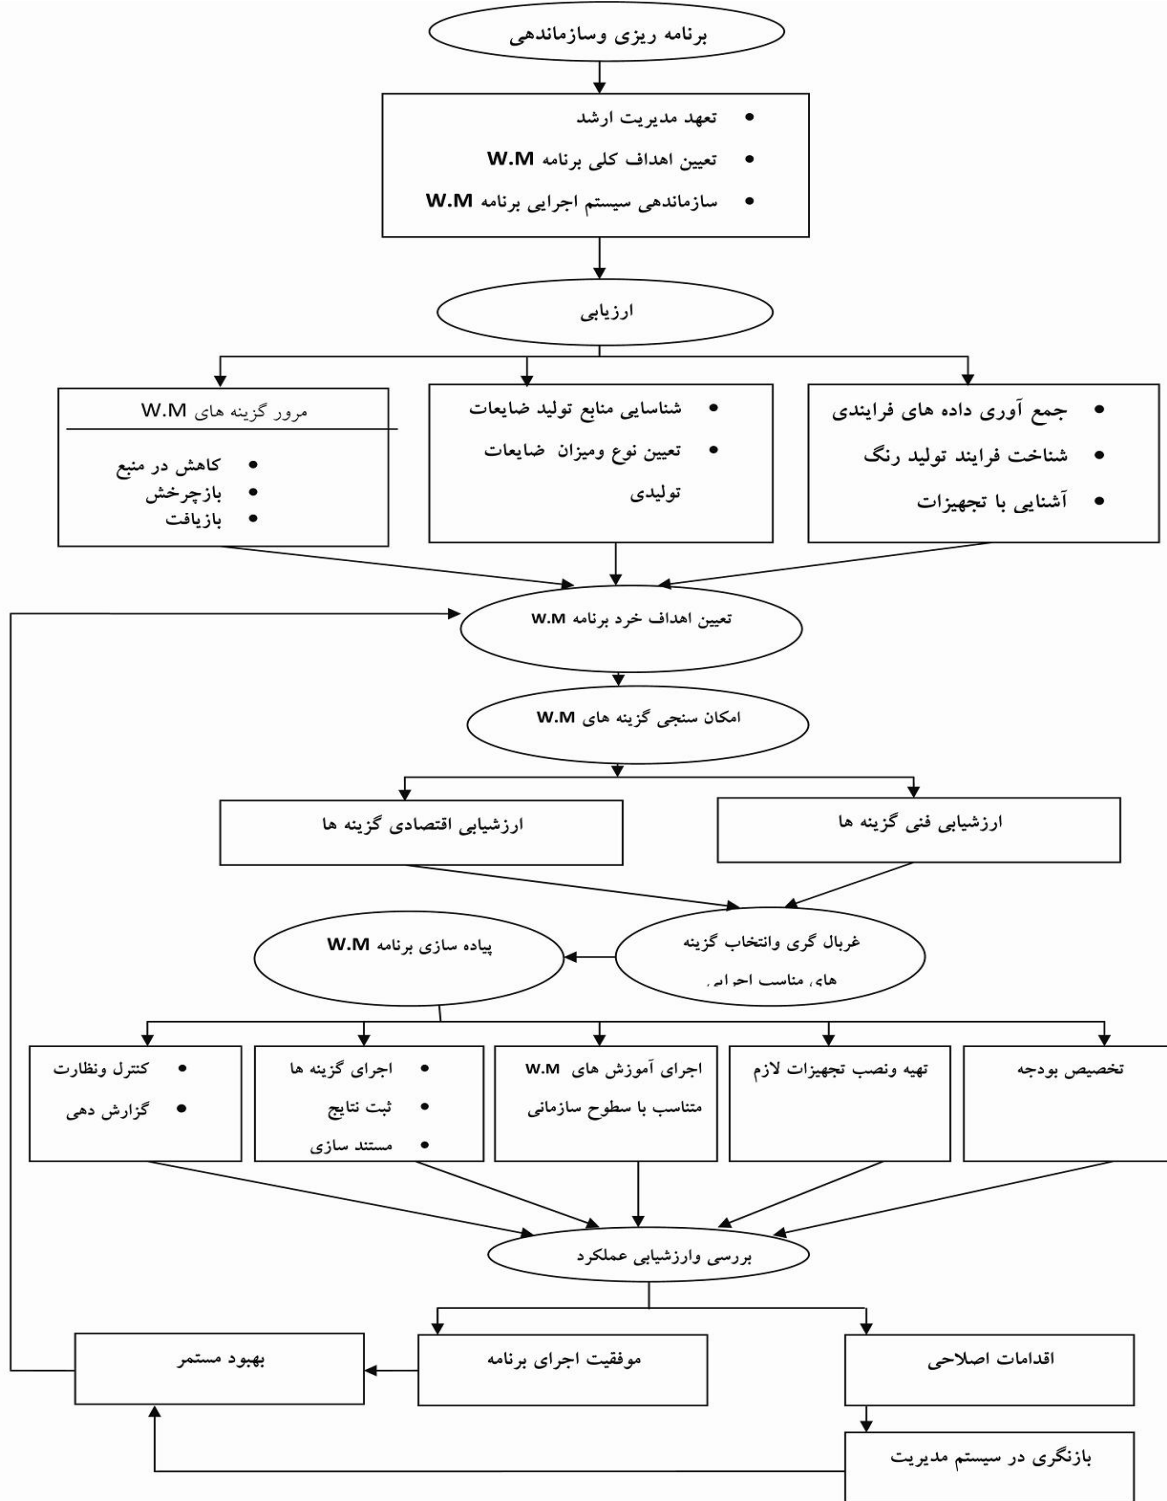 برنامه ریزی وسازماندهی
• تعهد مدیریت ارشد
• تعیین اهداف کلی برنامه W.M
• سازماندهی سیستم اجرایی برنامه W.M
ارزیابی
• جمع آوری داده های فرایندی
• شناخت فرایند تولید رنگ
• آشنایی با تجهیزات
• شناسایی منابع تولید ضایعات
• تعیین نوع ومیزان ضایعات
تولیدی
مرور گزینه های W.M
• کاهش در منبع
• بازچرخش
• بازیافت
تعیین اهداف خرد برنامه W.M
امکان سنجی گزینه های W.M
ارزشیابی فنی گزینه ها
ارزشیابی اقتصادی گزینه ها
غربال گری وانتخاب گزینه
های مناسب اجرایی
پیاده سازی برنامه W.M
تخصیص بودجه
تهیه ونصب تجهیزات لازم
اجرای آموزش های W.M
متناسب با سطوح سازمانی
• اجرای گزینه ها
• ثبت نتایج
• مستند سازی
• کنترل ونظارت
• گزارش دهی
بررسی وارزشیابی عملکرد
اقدامات اصلاحی
موفقیت اجرای برنامه
بهبود مستمر
بازنگری در سیستم مدیریت